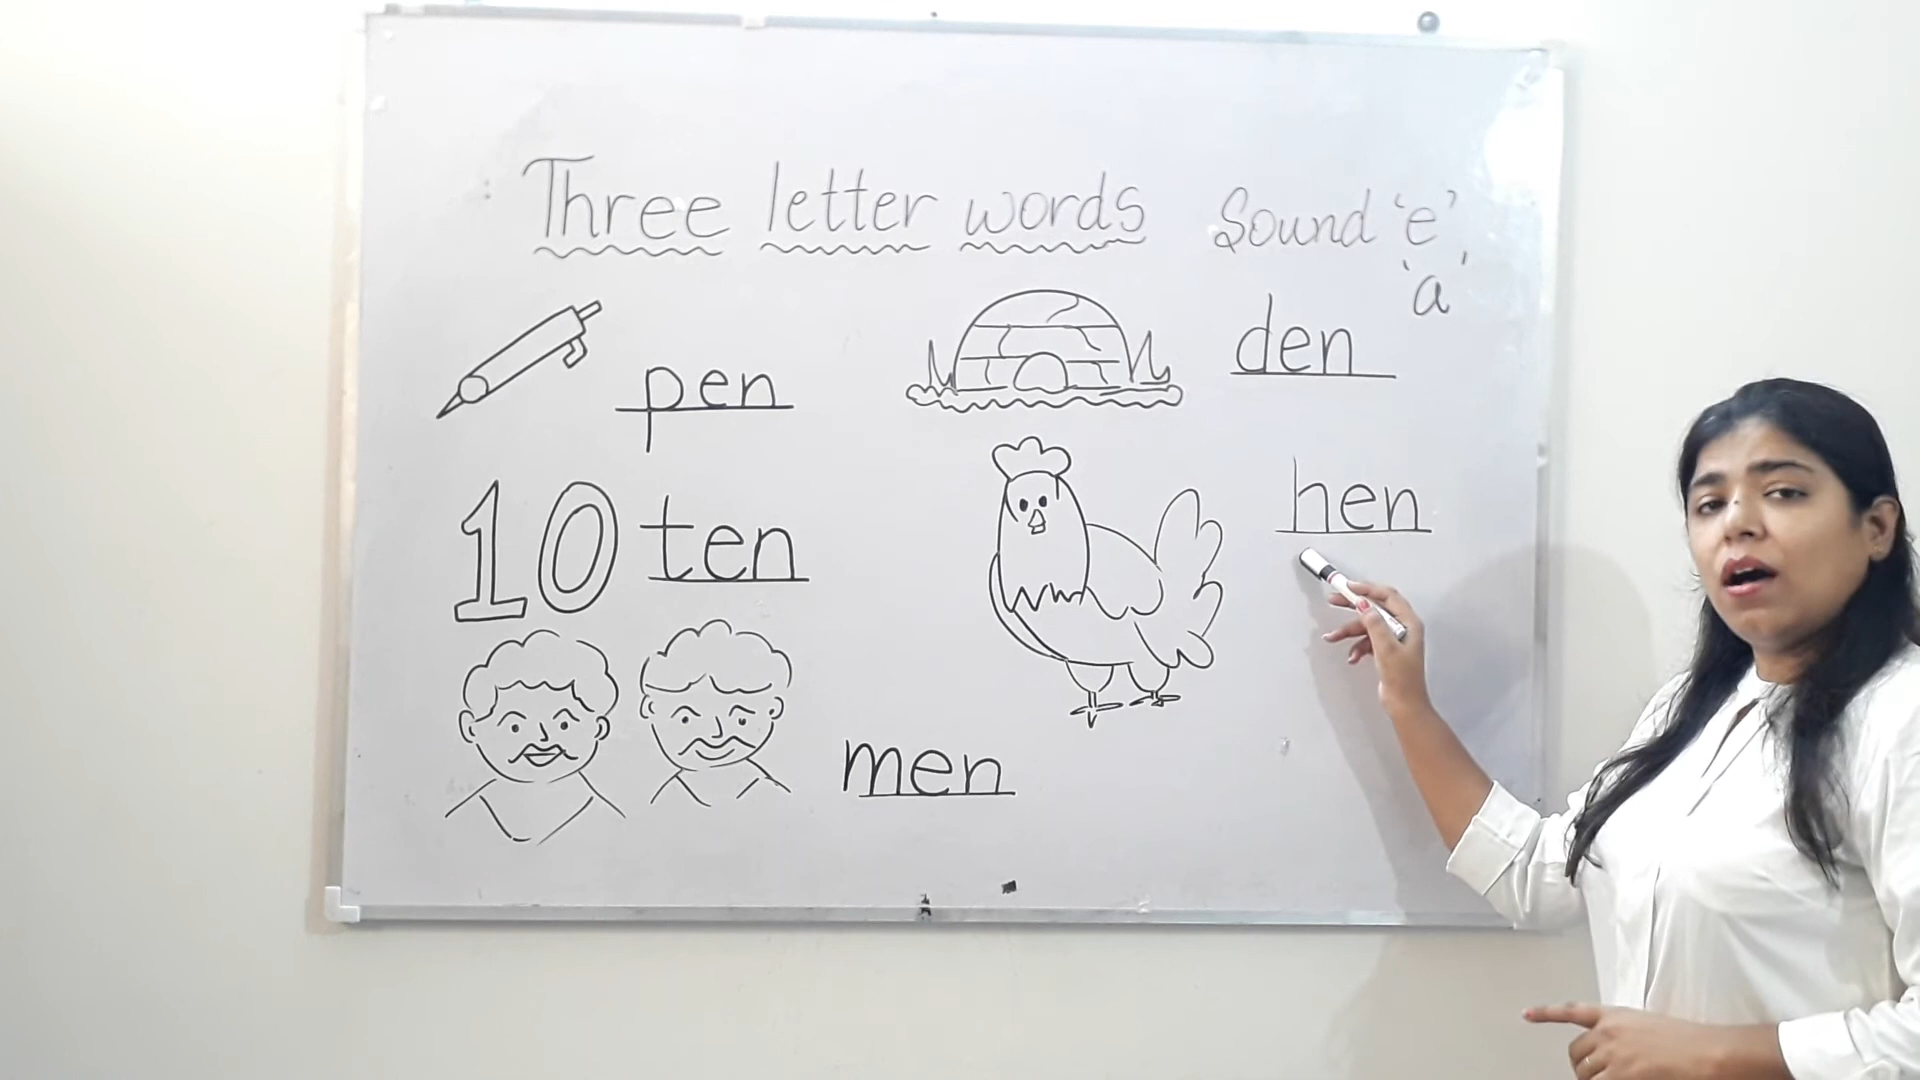 Three letter words Sound 'e',
'a'
pen
den
10 ten
hen
men